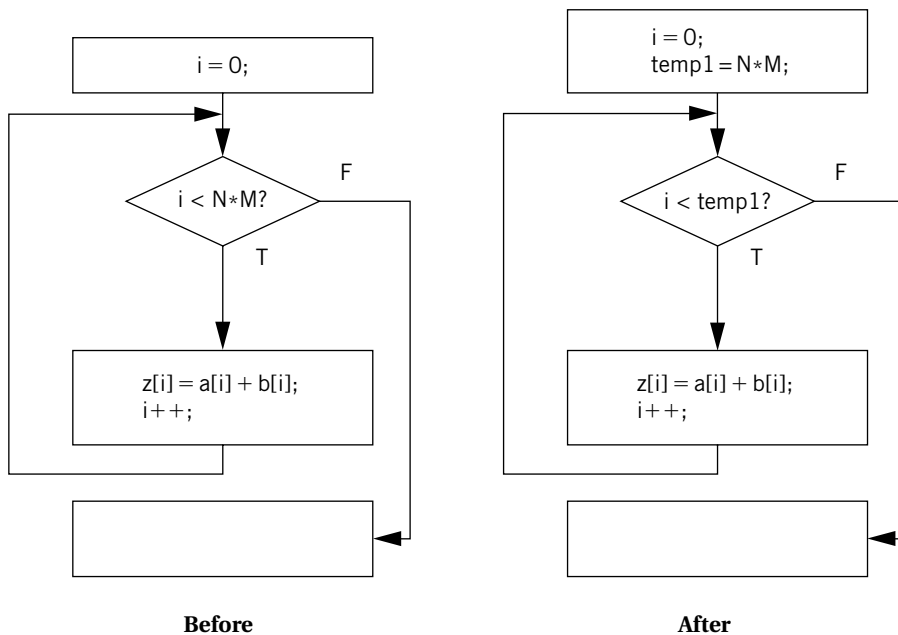 i = 0;
i < N*M?
F
T
z[i] = a[i] + b[i];
i++;
Before
i = 0;
temp1 = N*M;
i < temp1?
F
T
z[i] = a[i] + b[i];
i++;
After